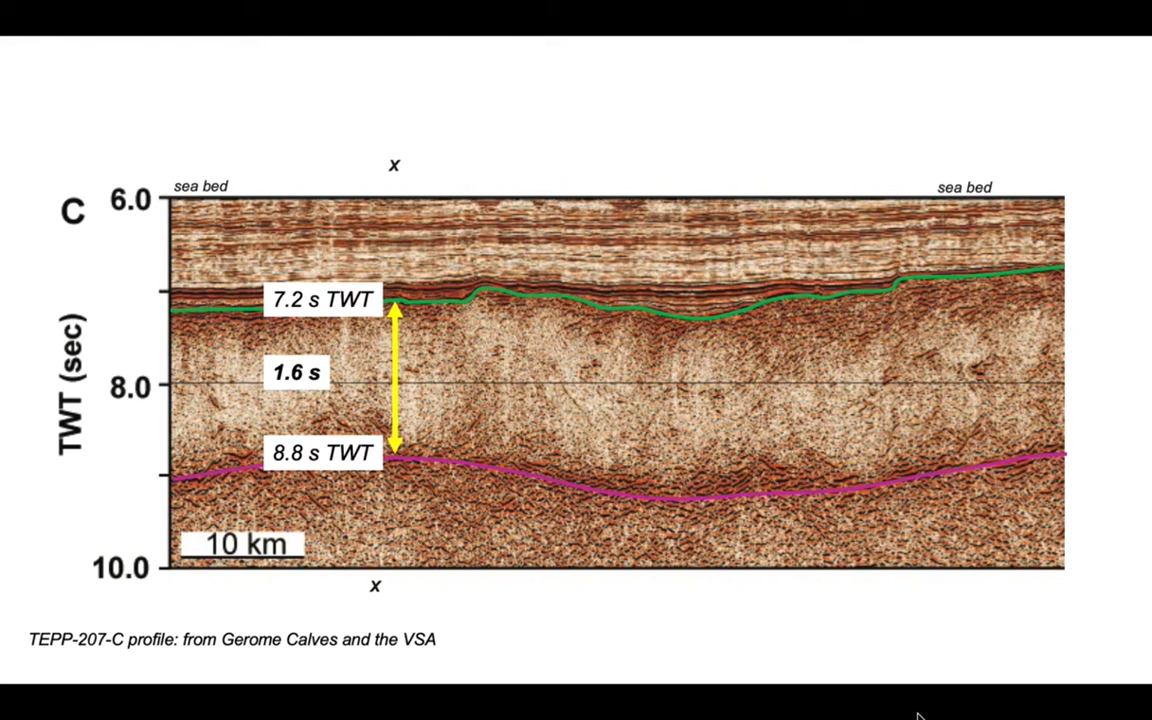 x
sea bed
sea bed
C
6.0
7.2 s TWT
1.6 s
8.0
TWT (sec)
8.8 s TWT
10 km
10.0
x
TEPP-207-C profile: from Gerome Calves and the VSA